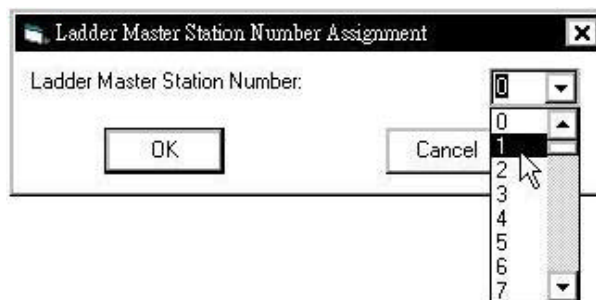 Ladder Master Station Number Assignment
Ladder Master Station Number:
0
0
1
2
3
4
5
6
7
OK
Cancel